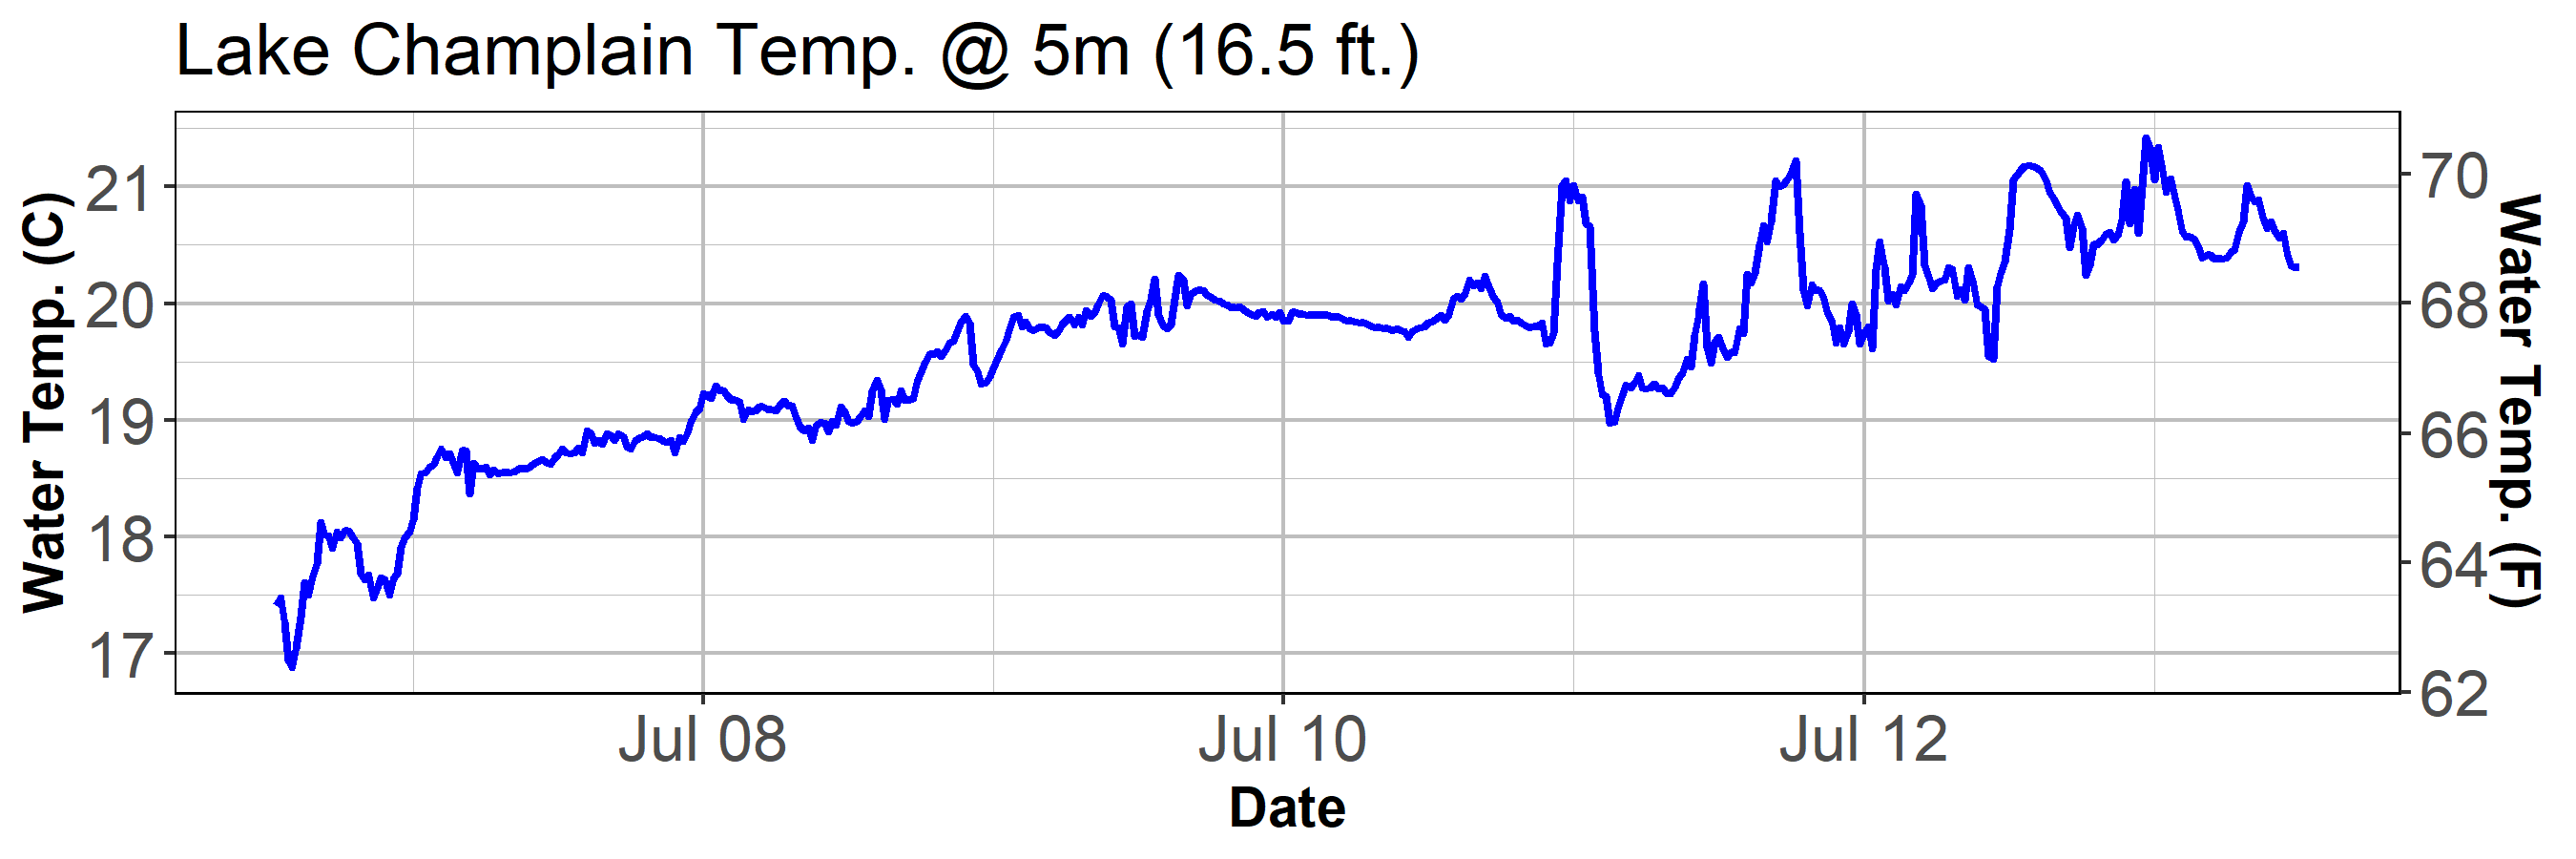 Lake Champlain Temp. @ 5m (16.5 ft.)
Water Temp. (C)
21
20
19
18
17
70
68
66
64
62
Water Temp. (F)
Jul 08
Jul 10
Jul 12
Date